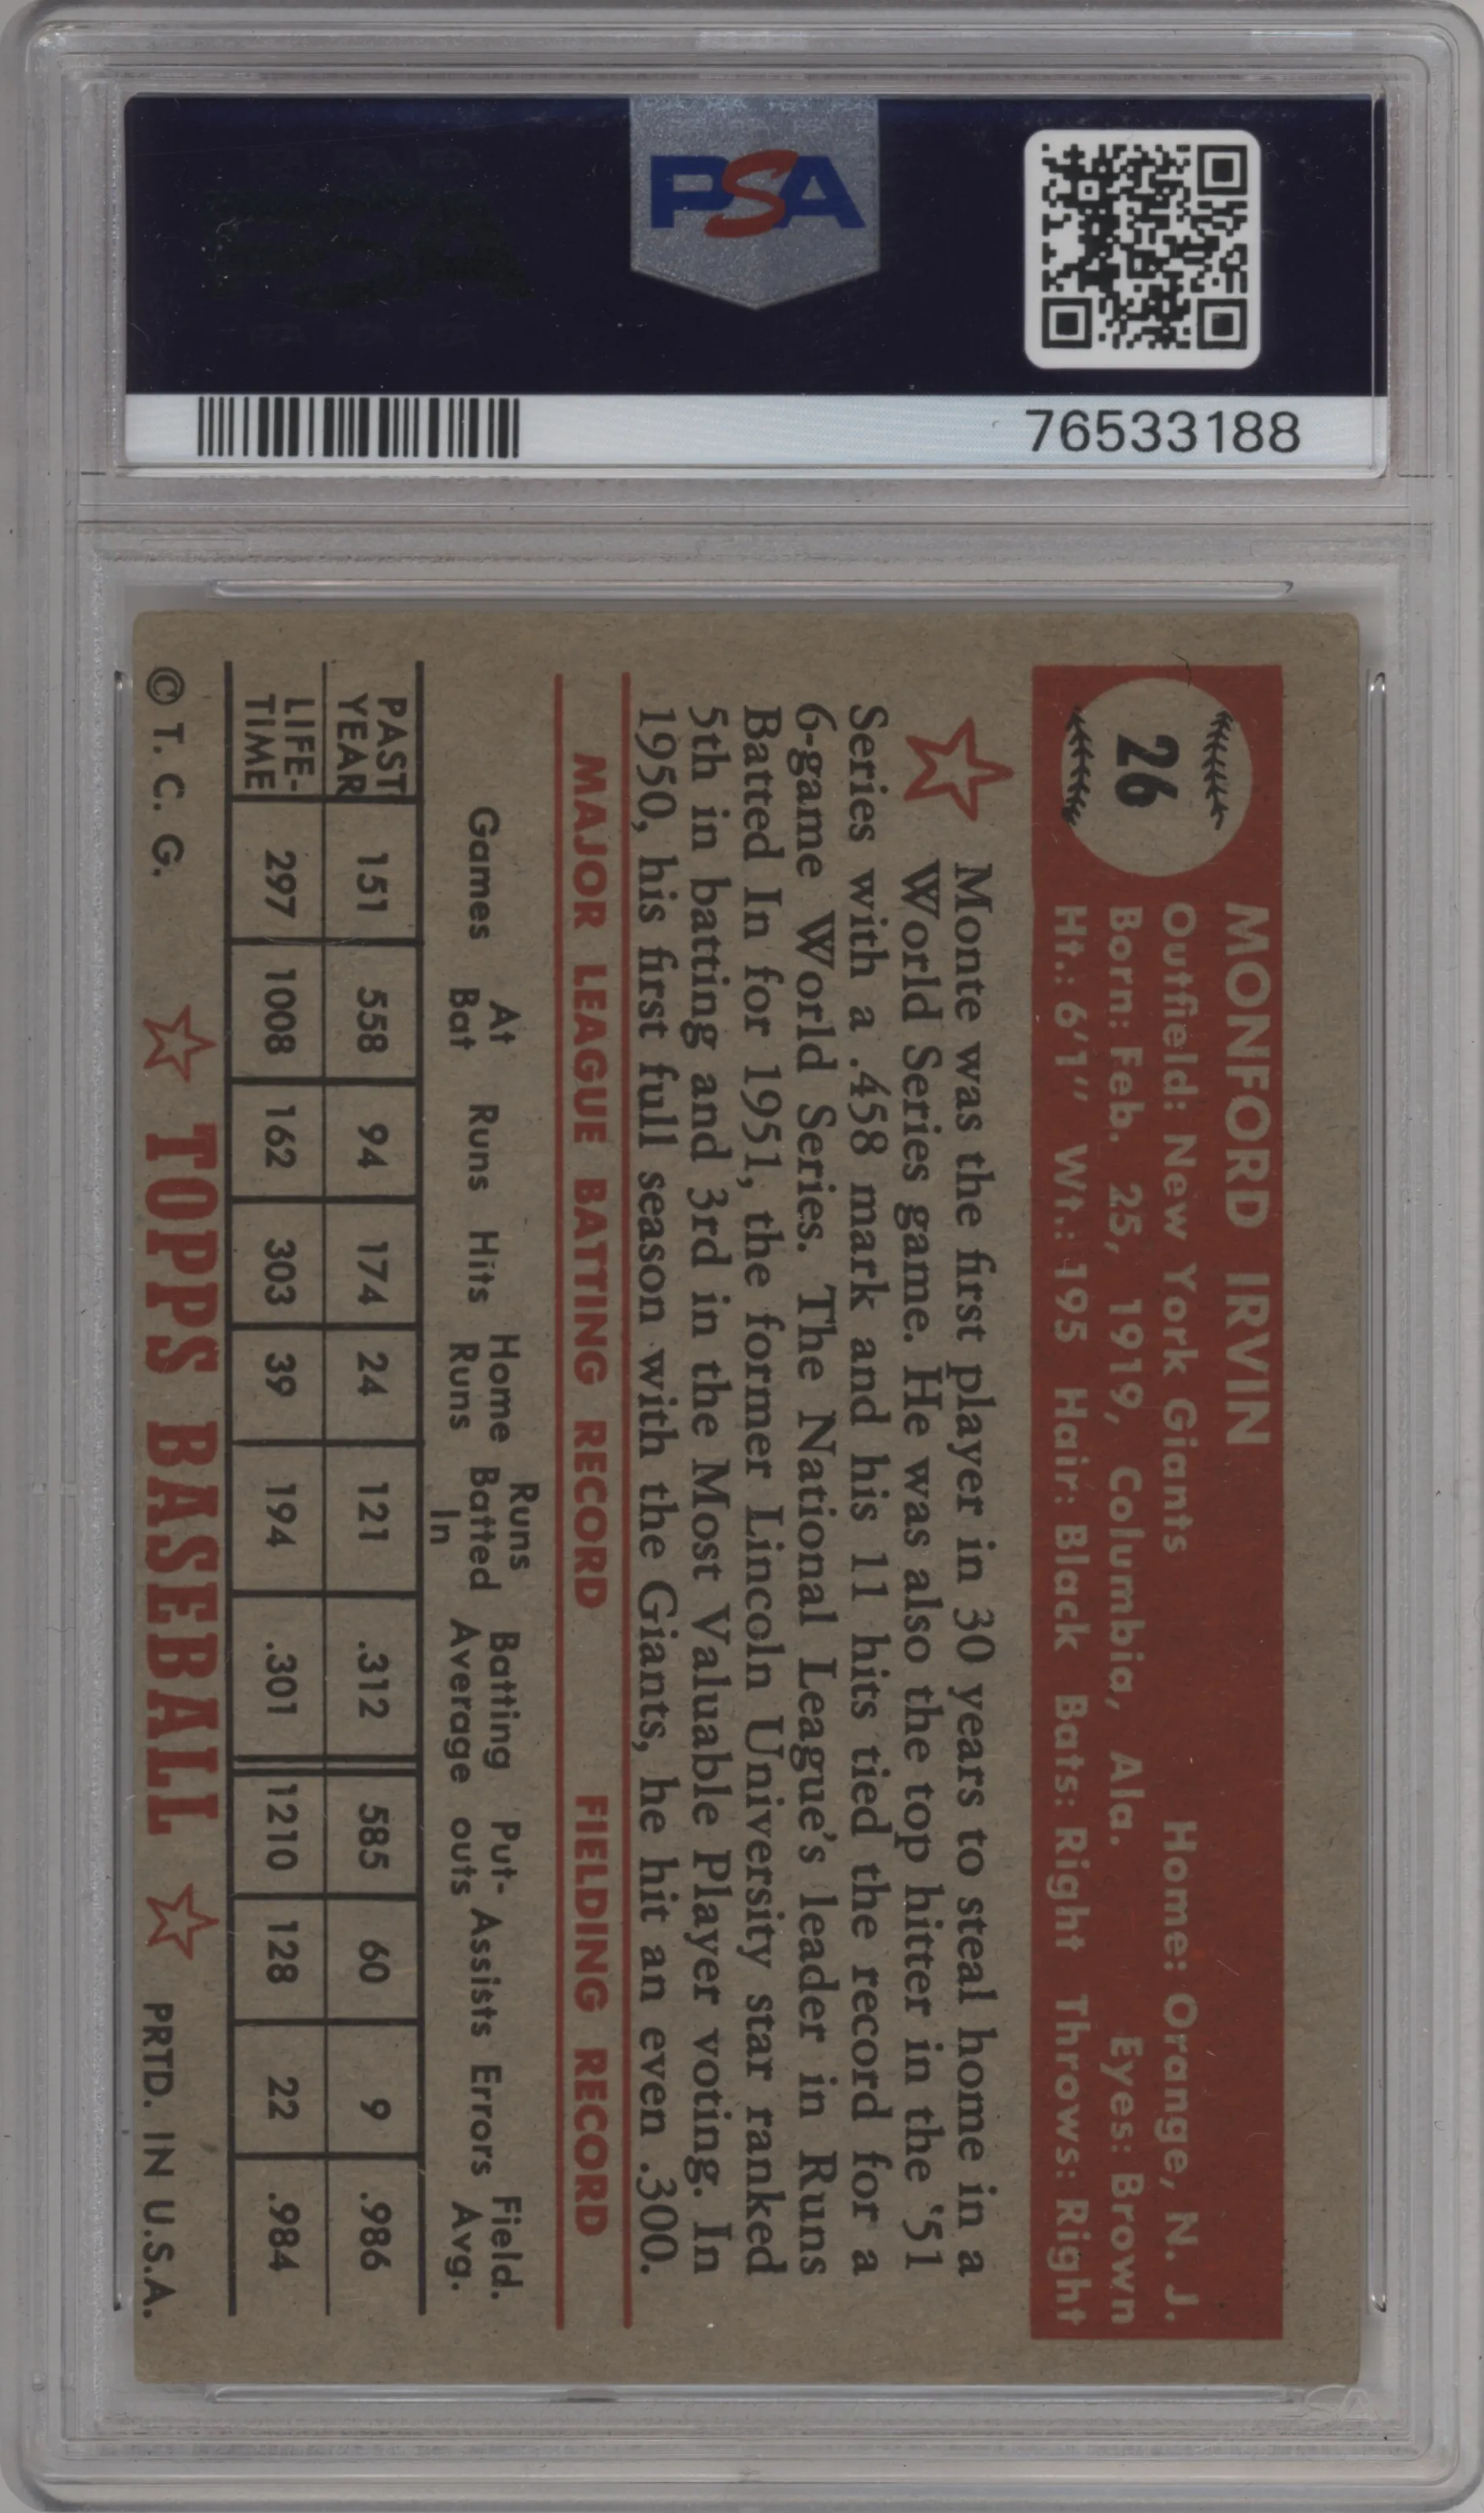 PSA
76533188
26
MONFORD IRVIN
Outfield: New York Giants Home: Orange, N. J.
Born: Feb. 25, 1919, Columbia, Ala. Eyes: Brown
Ht.: 6'1" Wt.: 195 Hair: Black Bats: Right Throws: Right
Monte was the first player in 30 years to steal home in a
World Series game. He was also the top hitter in the '51
Series with a .458 mark and his 11 hits tied the record for a
6-game World Series. The National League's leader in Runs
Batted In for 1951, the former Lincoln University star ranked
5th in batting and 3rd in the Most Valuable Player voting. In
1950, his first full season with the Giants, he hit an even .300.
MAJOR LEAGUE BATTING RECORD FIELDING RECORD
Games At Bat Runs Hits Home Runs Runs Batted In Batting Average Put-outs Assists Errors Field. Avg.
PAST YEAR 151 558 94 174 24 121 .312 585 60 9 .986
LIFE-TIME 297 1008 162 303 39 194 .301 1210 128 22 .984
© T. C. G. TOPPS BASEBALL PRTD. IN U.S.A.